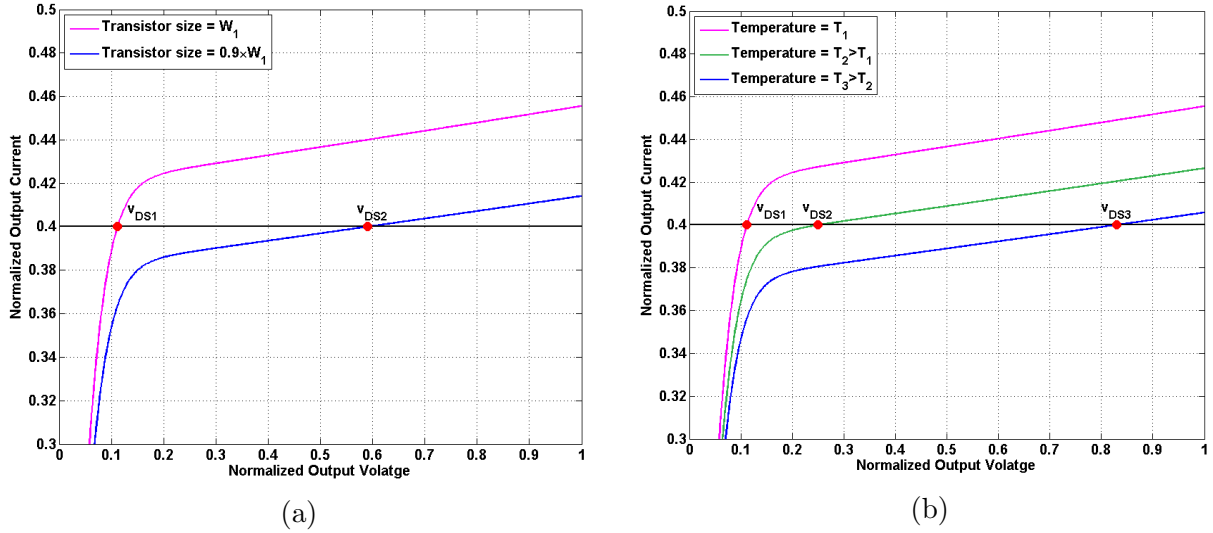 Transistor size = W1
Transistor size = 0.9×W1
Normalized Output Current
0.5
0.48
0.46
0.44
0.42
0.4
0.38
0.36
0.34
0.32
0.3
vDS1
vDS2
0 0.1 0.2 0.3 0.4 0.5 0.6 0.7 0.8 0.9 1
Normalized Output Volatge
(a)
Temperature = T1
Temperature = T2>T1
Temperature = T3>T2
Normalized Output Current
0.5
0.48
0.46
0.44
0.42
0.4
0.38
0.36
0.34
0.32
0.3
vDS1 vDS2 vDS3
0 0.1 0.2 0.3 0.4 0.5 0.6 0.7 0.8 0.9 1
Normalized Output Volatge
(b)